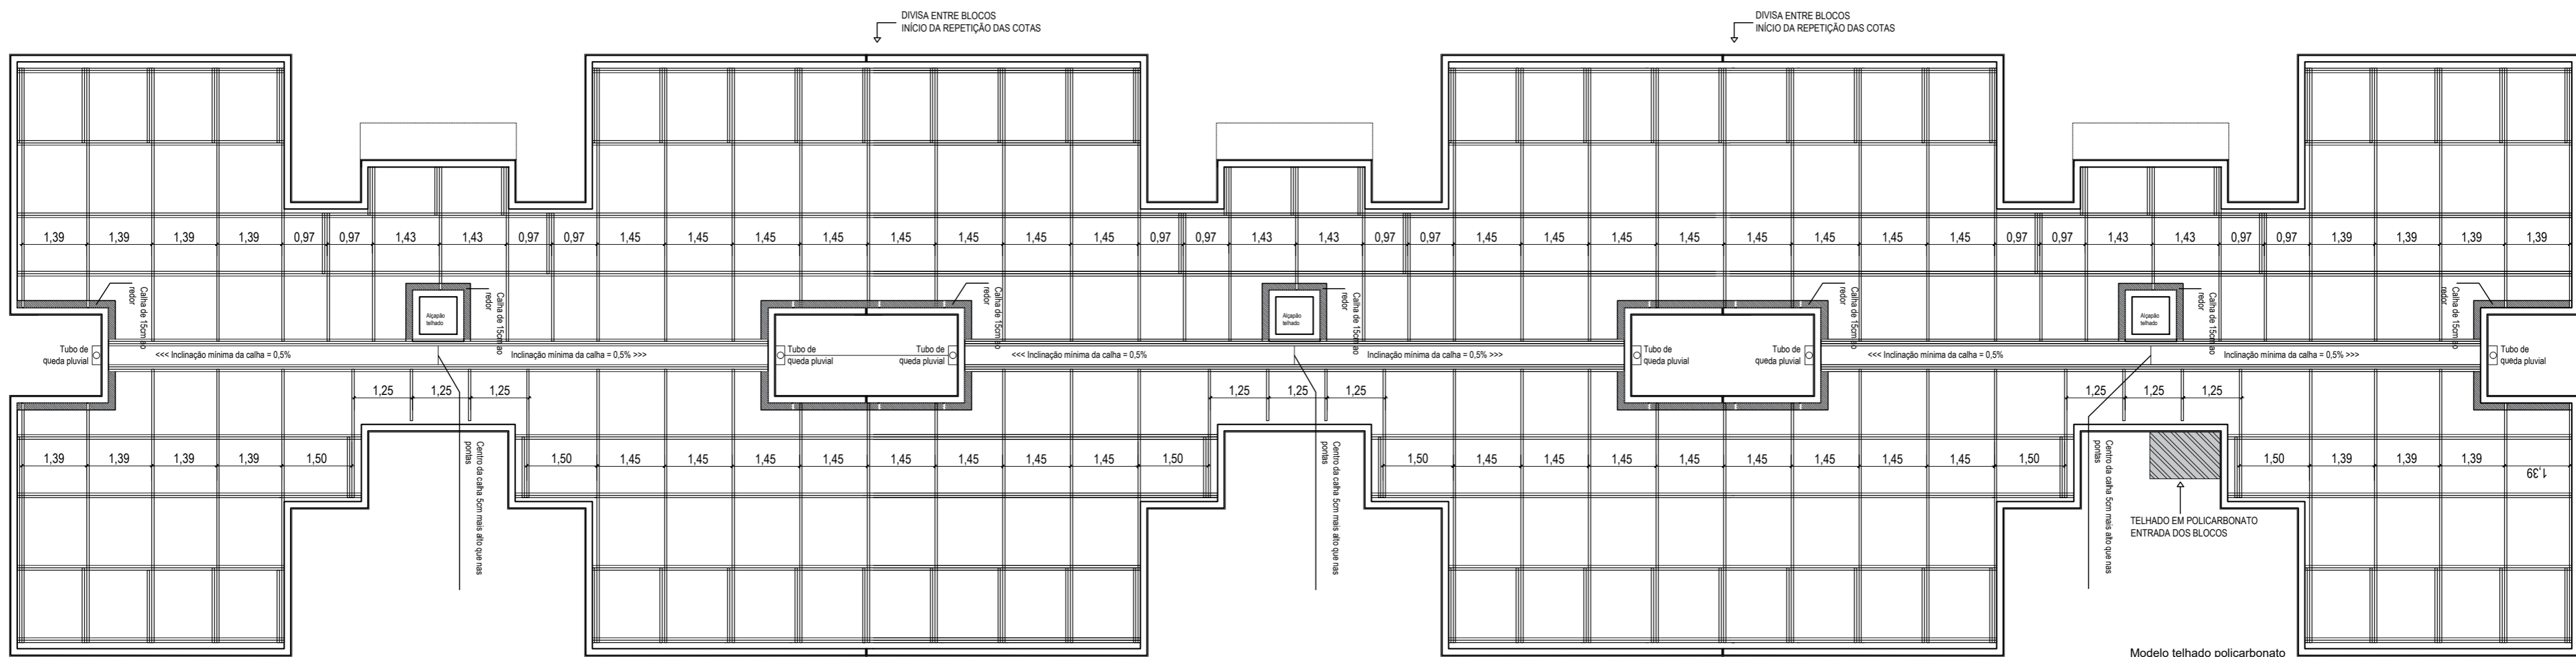 DIVISA ENTRE BLOCOS
INÍCIO DA REPETIÇÃO DAS COTAS
DIVISA ENTRE BLOCOS
INÍCIO DA REPETIÇÃO DAS COTAS
1,39 1,39 1,39 1,39 0,97 0,97 1,43 1,43 0,97 0,97 1,45 1,45 1,45 1,45 1,45 1,45 1,45 1,45 0,97 0,97 1,43 1,43 0,97 0,97 1,45 1,45 1,45 1,45 1,45 1,45 1,45 1,45 0,97 0,97 1,43 1,43 0,97 0,97 1,39 1,39 1,39 1,39
Calha de 15cm ao
redor
Calha de 15cm ao
redor
Calha de 15cm ao
redor
Calha de 15cm ao
redor
Calha de 15cm ao
redor
Calha de 15cm ao
redor
Calha de 15cm ao
redor
Alçapão
telhado
Alçapão
telhado
Alçapão
telhado
Tubo de
queda pluvial
<<< Inclinação mínima da calha = 0,5%
Inclinação mínima da calha = 0,5% >>>
Tubo de
queda pluvial
Tubo de
queda pluvial
<<< Inclinação mínima da calha = 0,5%
Inclinação mínima da calha = 0,5% >>>
Tubo de
queda pluvial
Tubo de
queda pluvial
<<< Inclinação mínima da calha = 0,5%
Inclinação mínima da calha = 0,5% >>>
Tubo de
queda pluvial
1,25 1,25 1,25 1,25 1,25 1,25 1,25 1,25 1,25
1,39 1,39 1,39 1,39 1,50 1,50 1,45 1,45 1,45 1,45 1,45 1,45 1,45 1,45 1,50 1,50 1,45 1,45 1,45 1,45 1,45 1,45 1,45 1,45 1,50 1,50 1,39 1,39 1,39 1,39
Centro da calha 5cm mais alto que nas
pontas
Centro da calha 5cm mais alto que nas
pontas
Centro da calha 5cm mais alto que nas
pontas
TELHADO EM POLICARBONATO
ENTRADA DOS BLOCOS
Modelo telhado policarbonato